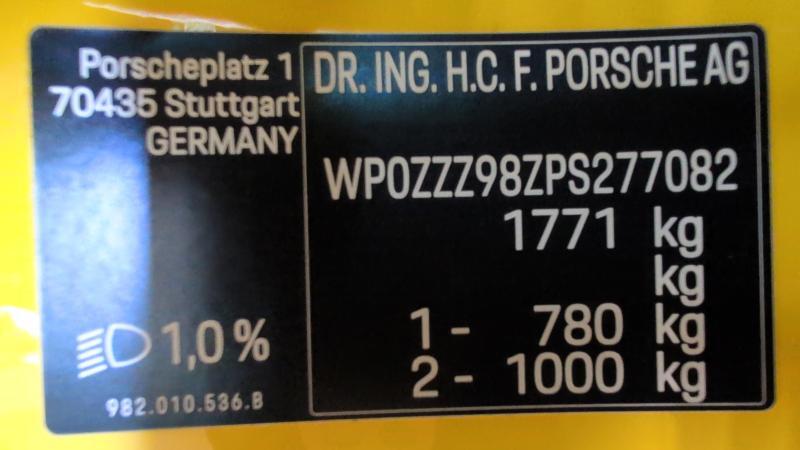 Porscheplatz 1
70435 Stuttgart
GERMANY
DR. ING. H.C. F. PORSCHE AG
WP0ZZZ98ZPS277082
1771 kg
kg
1 - 780 kg
2 - 1000 kg
1,0 %
982.010.536.B